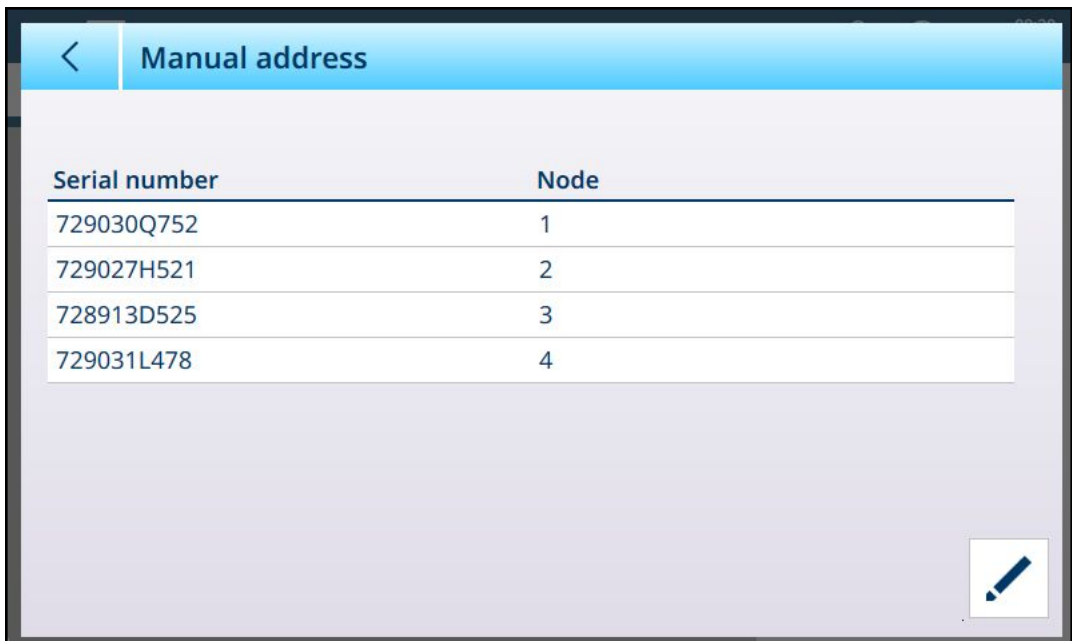 Manual address
Serial number Node
729030Q752 1
729027H521 2
728913D525 3
729031L478 4